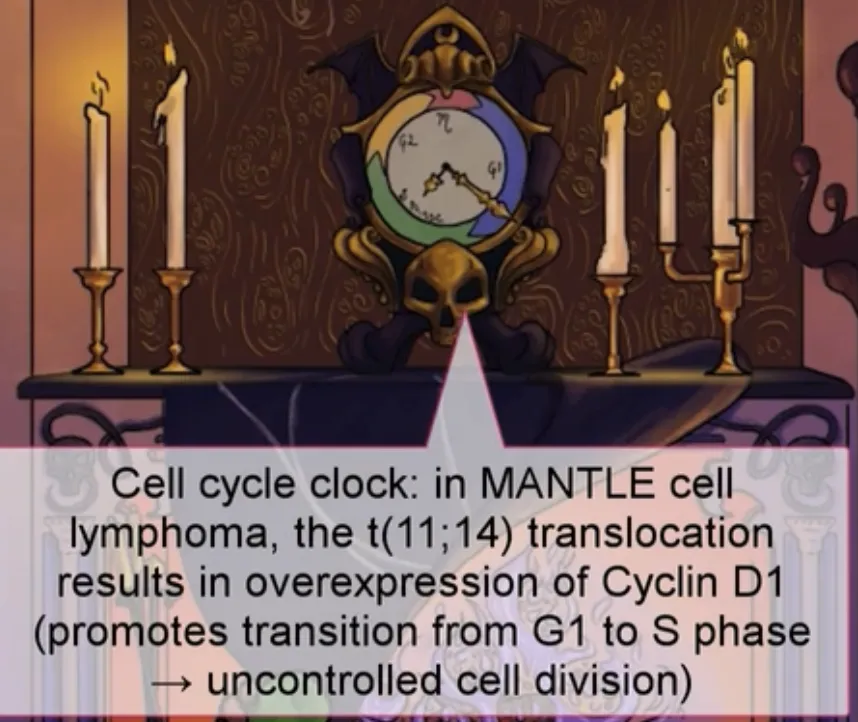 M
G2
G1
Cell cycle clock: in MANTLE cell
lymphoma, the t(11;14) translocation
results in overexpression of Cyclin D1
(promotes transition from G1 to S phase
→ uncontrolled cell division)